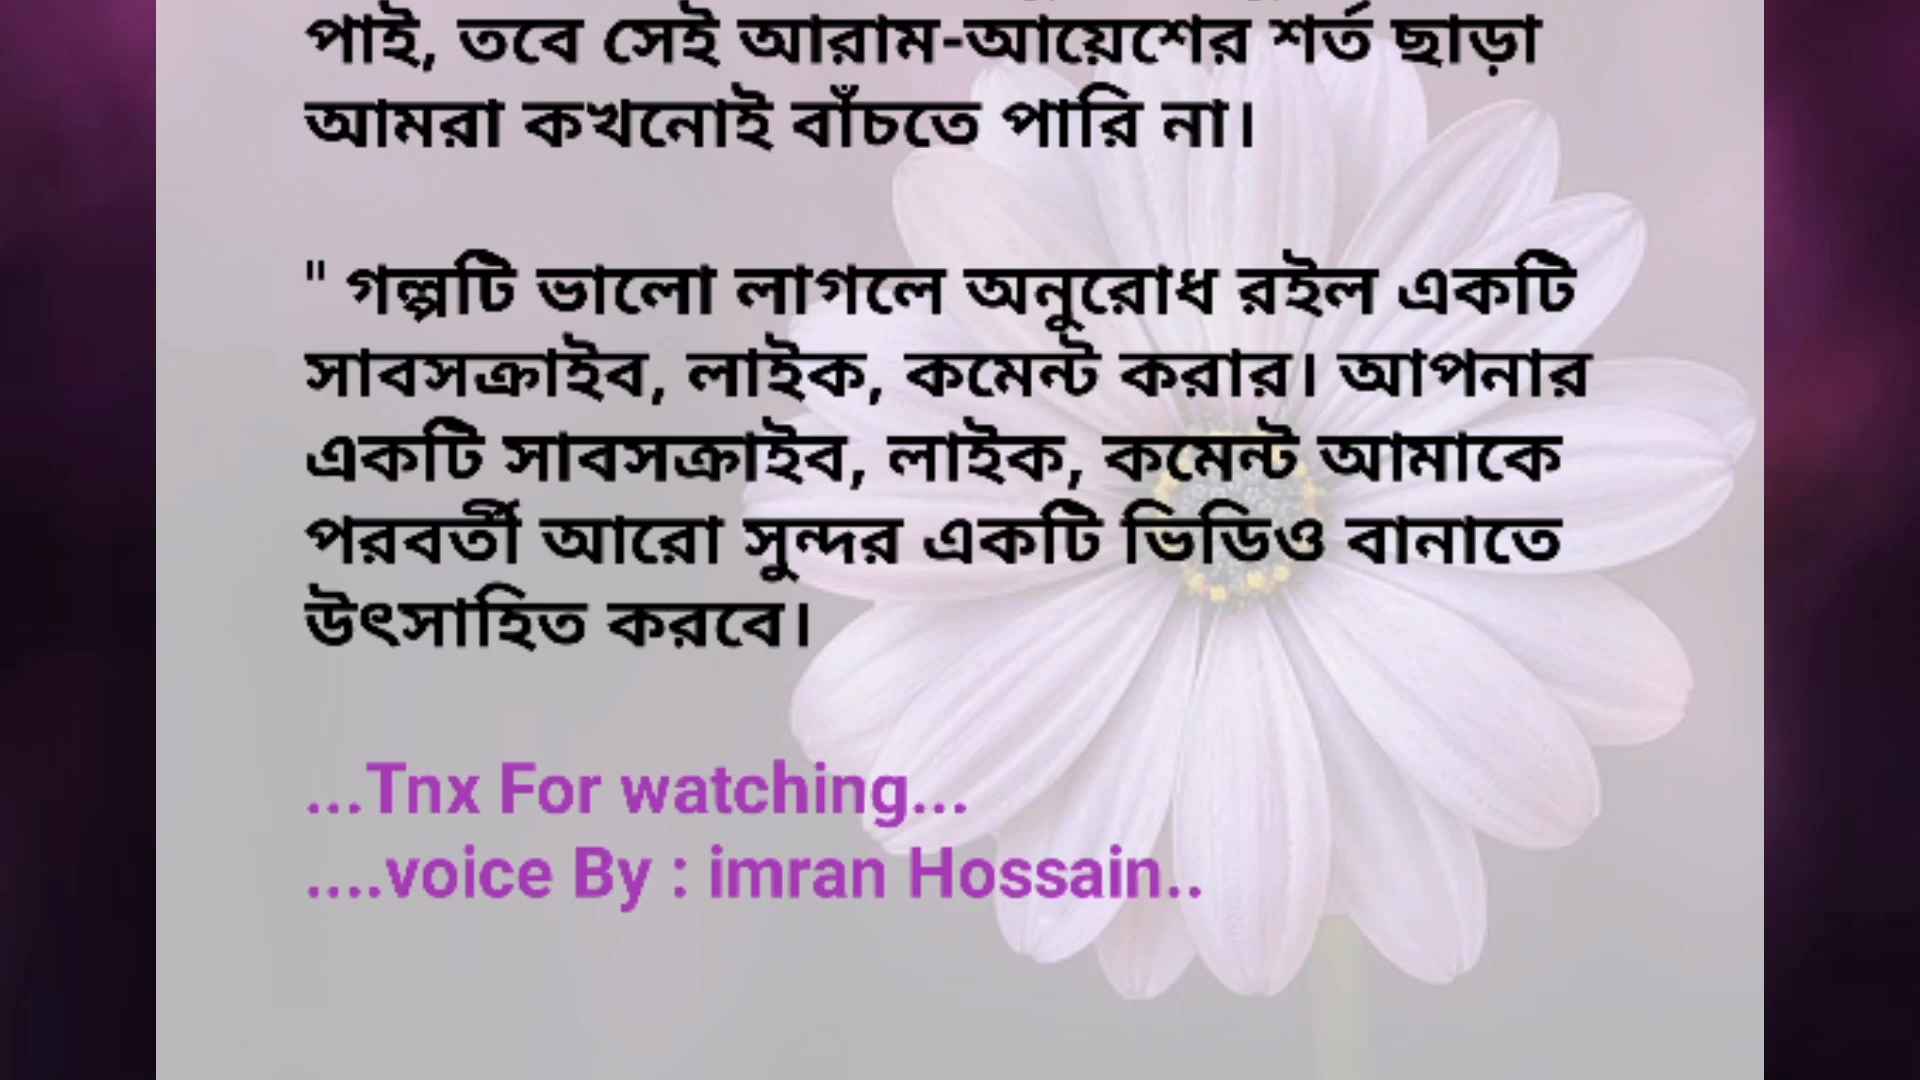 পাই, তবে সেই আরাম-আয়েশের শর্ত ছাড়া
আমরা কখনোই বাঁচতে পারি না।
" গল্পটি ভালো লাগলে অনুরোধ রইল একটি
সাবসক্রাইব, লাইক, কমেন্ট করার। আপনার
একটি সাবসক্রাইব, লাইক, কমেন্ট আমাকে
পরবর্তী আরো সুন্দর একটি ভিডিও বানাতে
উৎসাহিত করবে।
...Tnx For watching...
....voice By : imran Hossain..